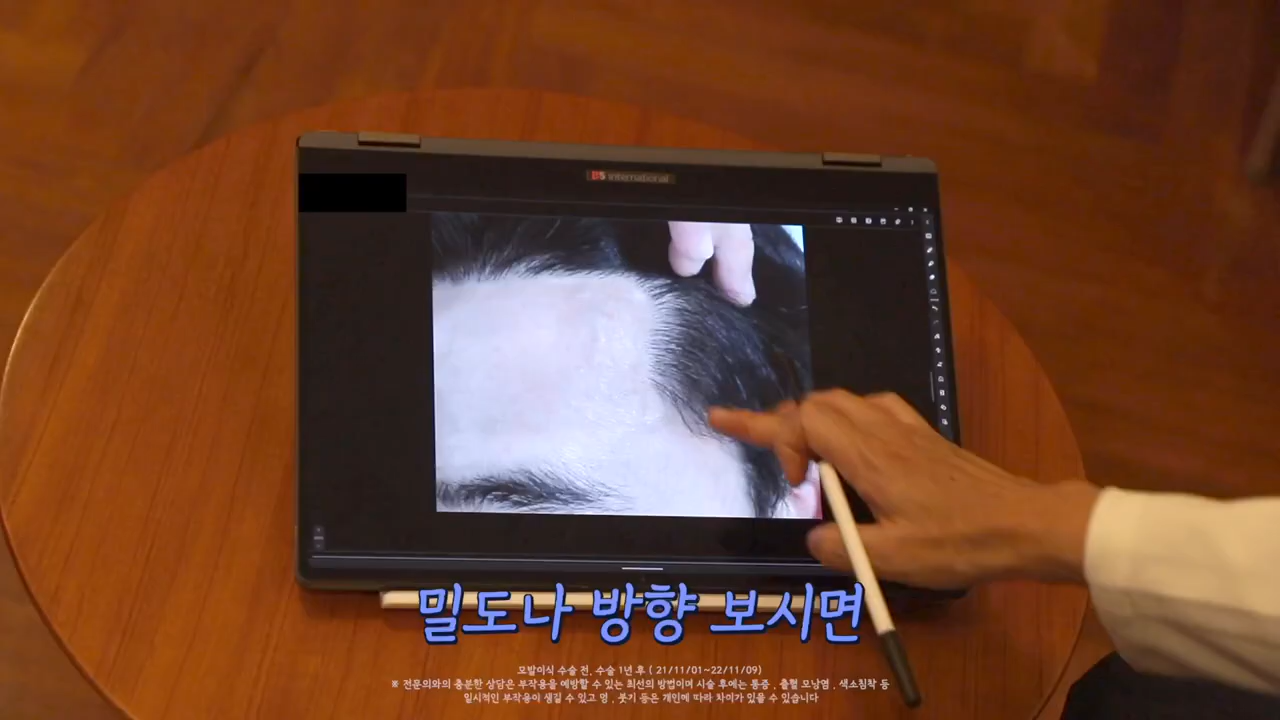 BS international
밀도나 방향 보시면
모발이식 수술 전, 수술 1년 후 ( 21/11/01~22/11/09)
※ 전문의와의 충분한 상담은 부작용을 예방할 수 있는 최선의 방법이며 시술 후에는 통증 , 출혈 모낭염 , 색소침착 등
일시적인 부작용이 생길 수 있고 멍 , 붓기 등은 개인에 따라 차이가 있을 수 있습니다